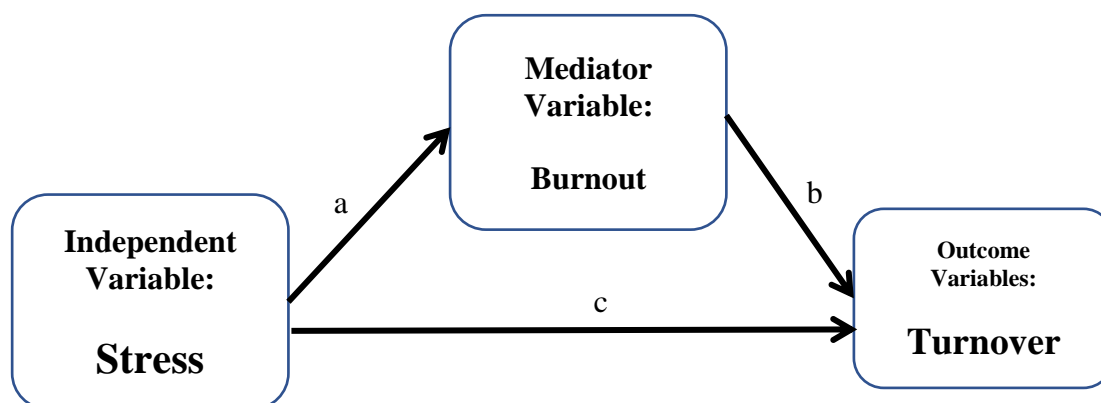 Mediator
Variable:
Burnout
a
b
Independent
Variable:
Stress
c
Outcome
Variables:
Turnover